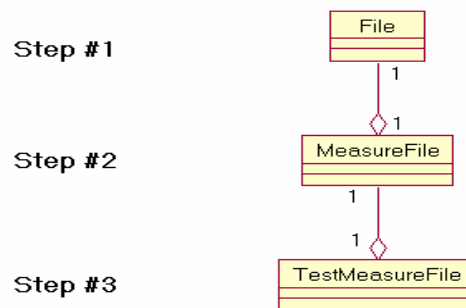 File
Step #1
1
1
MeasureFile
Step #2
1
1
TestMeasureFile
Step #3